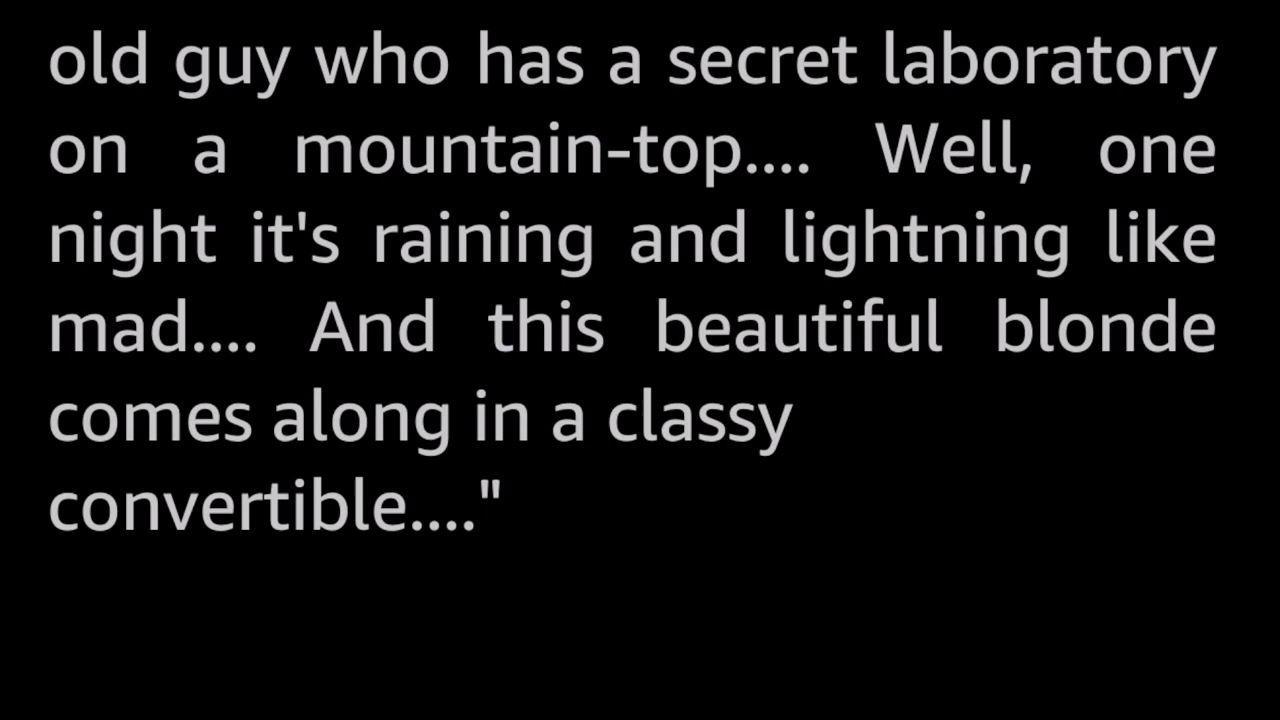 old guy who has a secret laboratory
on a mountain-top.... Well, one
night it's raining and lightning like
mad.... And this beautiful blonde
comes along in a classy
convertible...."